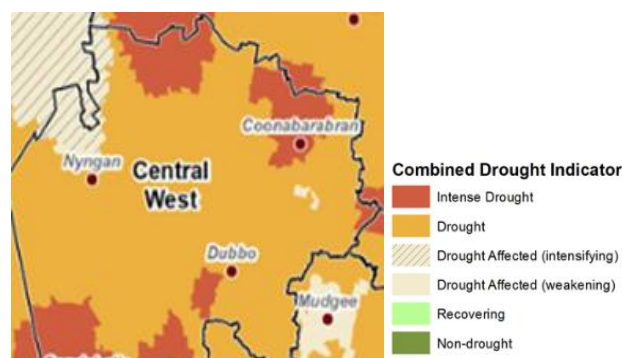 Coonabarabran
Nyngan
Central
West
Dubbo
Mudgee
Combined Drought Indicator
Intense Drought
Drought
Drought Affected (intensifying)
Drought Affected (weakening)
Recovering
Non-drought